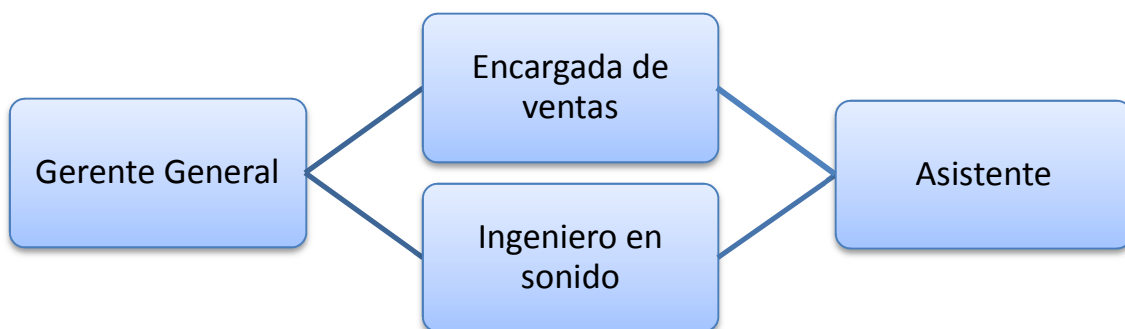 Gerente General
Encargada de
ventas
Ingeniero en
sonido
Asistente